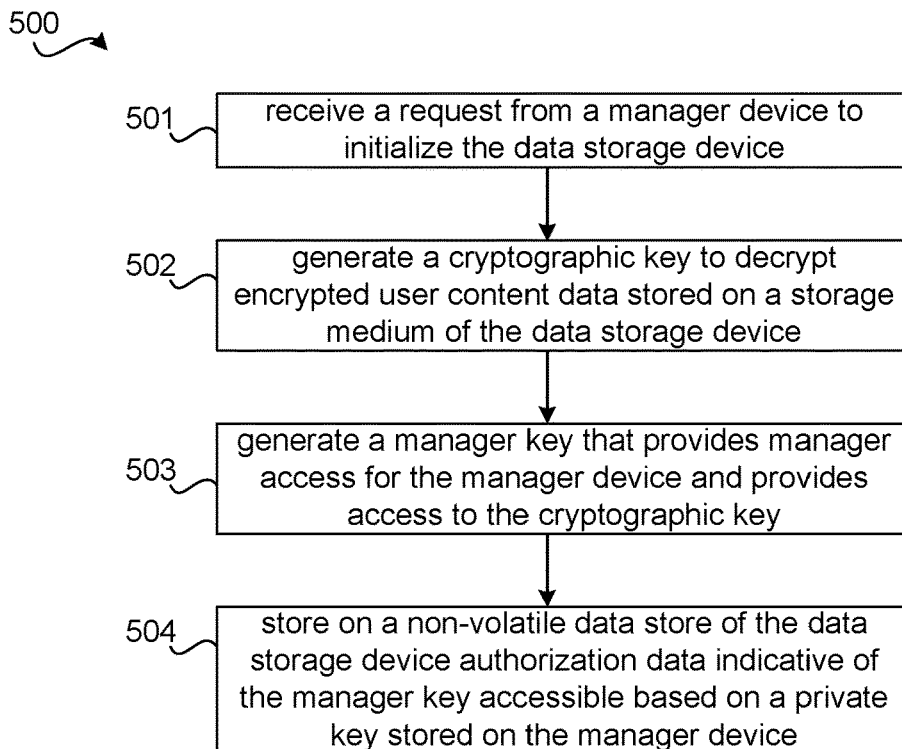 500
501
receive a request from a manager device to
initialize the data storage device
502
generate a cryptographic key to decrypt
encrypted user content data stored on a storage
medium of the data storage device
503
generate a manager key that provides manager
access for the manager device and provides
access to the cryptographic key
504
store on a non-volatile data store of the data
storage device authorization data indicative of
the manager key accessible based on a private
key stored on the manager device